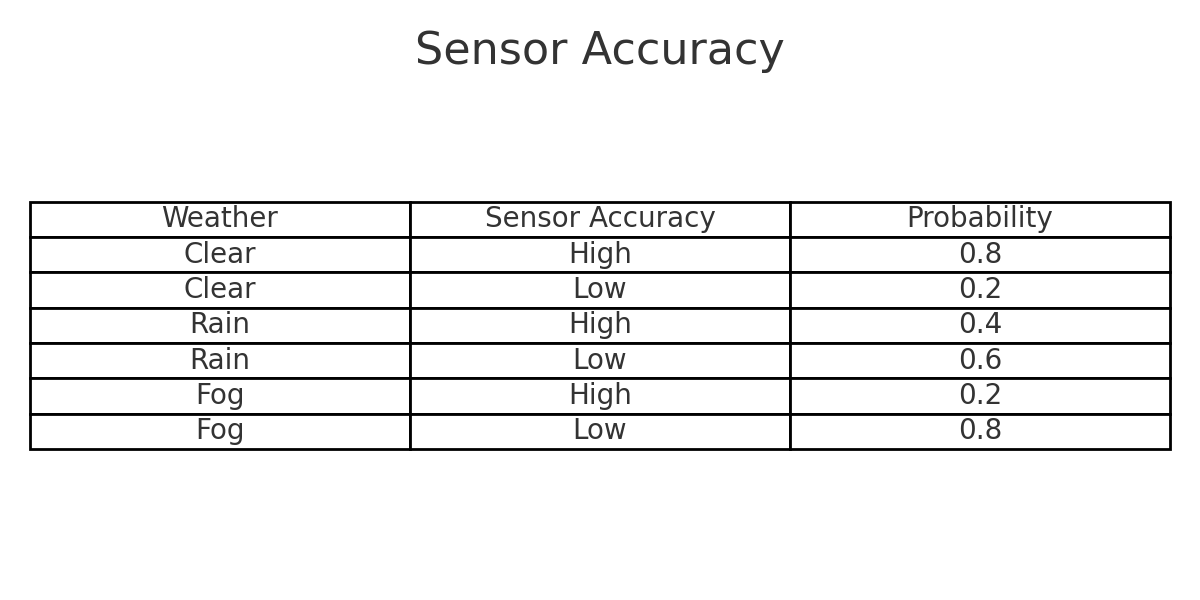 Sensor Accuracy
Weather Sensor Accuracy Probability
Clear High 0.8
Clear Low 0.2
Rain High 0.4
Rain Low 0.6
Fog High 0.2
Fog Low 0.8